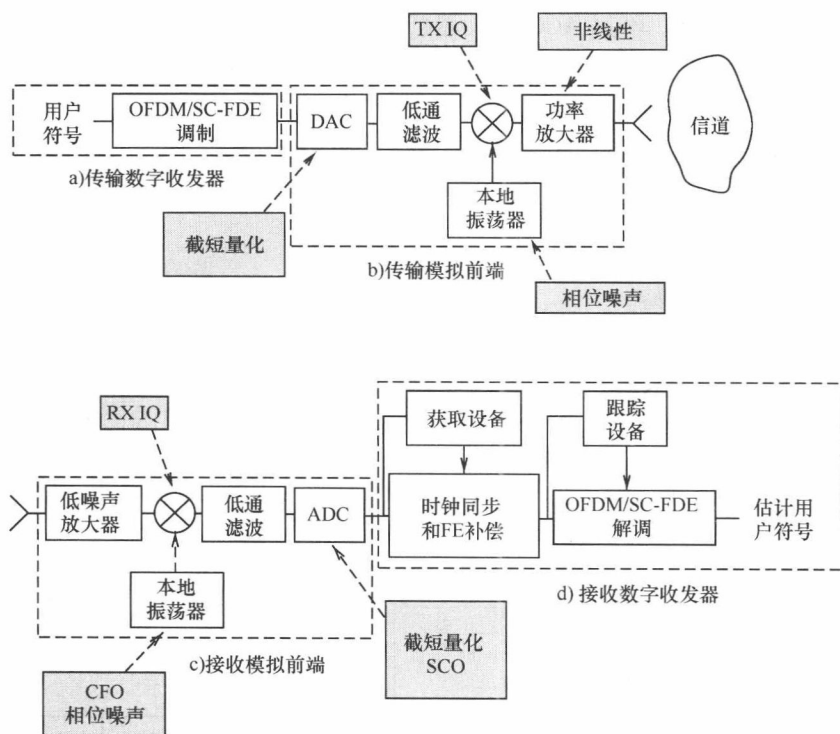 TX IQ
非线性
用户
符号
OFDM/SC-FDE
调制
DAC
低通
滤波
功率
放大器
信道
a)传输数字收发器
本地
振荡器
截短量化
b)传输模拟前端
相位噪声
RX IQ
获取设备
跟踪
设备
低噪声
放大器
低通
滤波
ADC
时钟同步
和FE补偿
OFDM/SC-FDE
解调
估计用
户符号
本地
振荡器
d) 接收数字收发器
c)接收模拟前端
截短量化
SCO
CFO
相位噪声